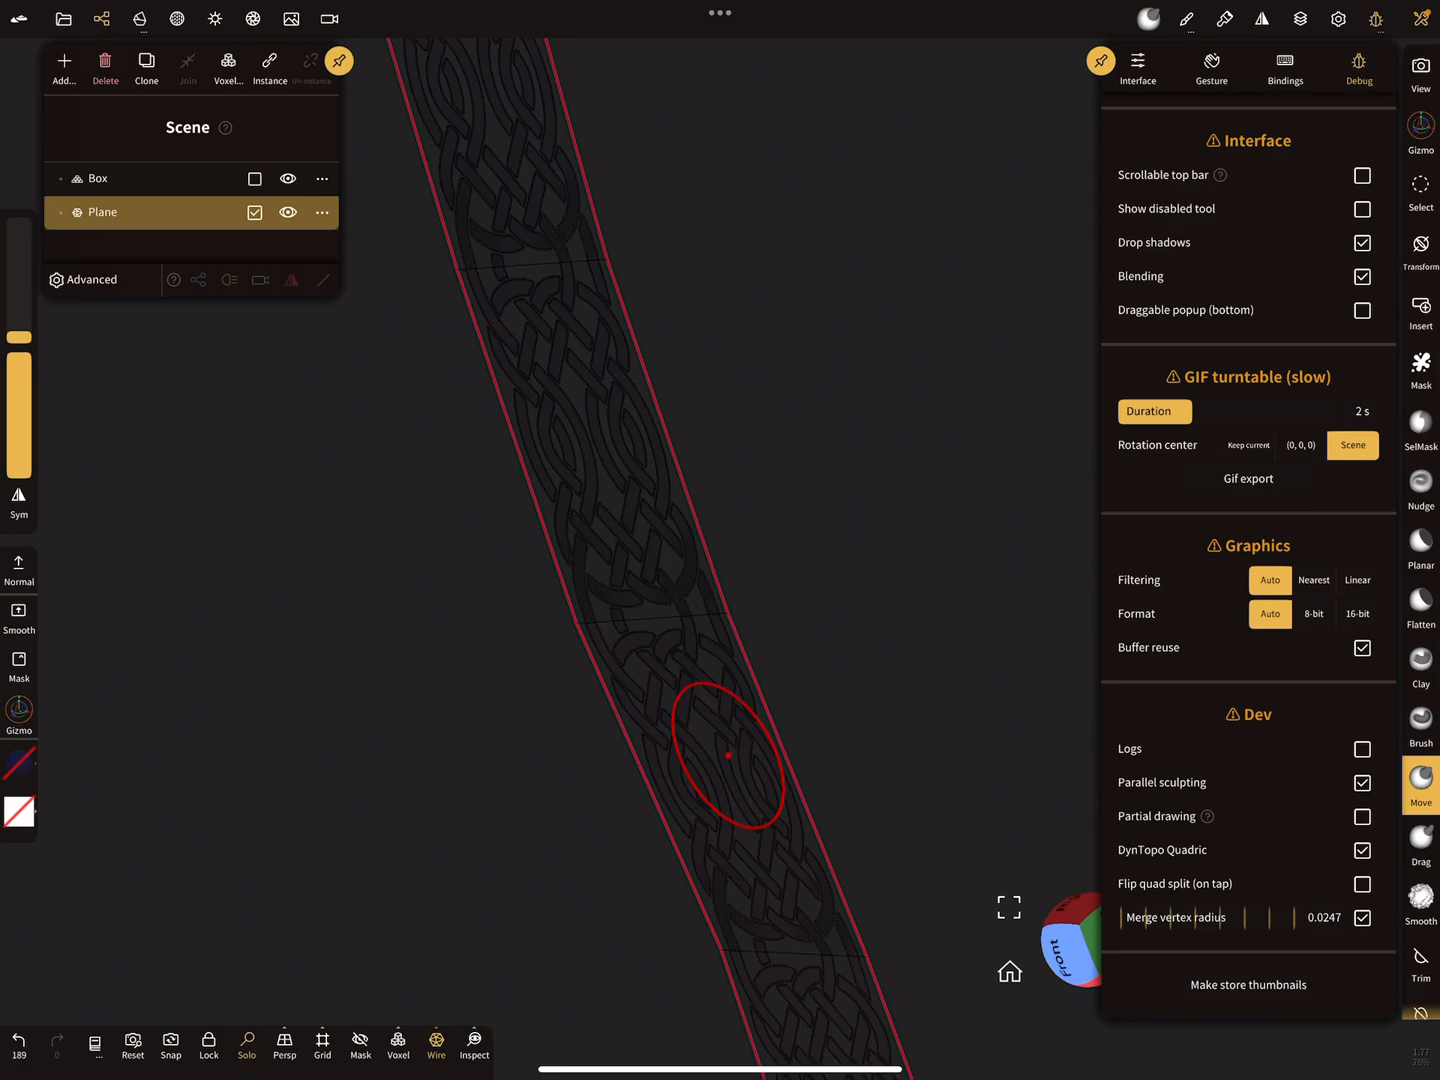 Add...
Delete
Clone
Join
Voxel...
Instance
Un-instance
Scene
Box
Plane
Advanced
Sym
Normal
Smooth
Mask
Gizmo
189
0
...
Reset
Snap
Lock
Solo
Persp
Grid
Mask
Voxel
Wire
Inspect
Front
Interface
Gesture
Bindings
Debug
Interface
Scrollable top bar
Show disabled tool
Drop shadows
Blending
Draggable popup (bottom)
GIF turntable (slow)
Duration 2 s
Rotation center Keep current (0, 0, 0) Scene
Gif export
Graphics
Filtering Auto Nearest Linear
Format Auto 8-bit 16-bit
Buffer reuse
Dev
Logs
Parallel sculpting
Partial drawing
DynTopo Quadric
Flip quad split (on tap)
Merge vertex radius 0.0247
Make store thumbnails
View
Gizmo
Select
Transform
Insert
Mask
SelMask
Nudge
Planar
Flatten
Clay
Brush
Move
Drag
Smooth
Trim
1.77
26%